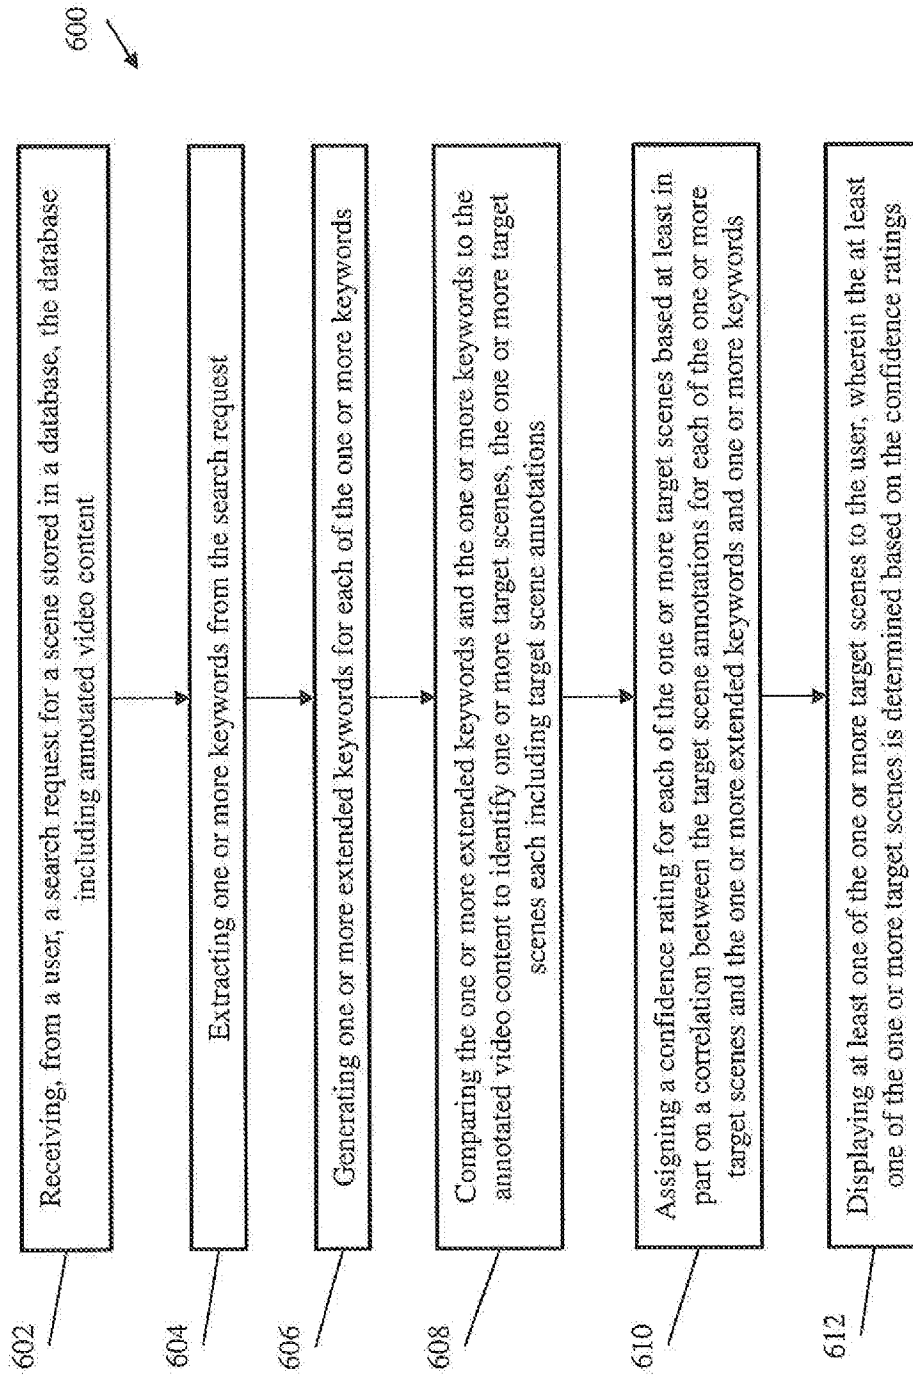 600
602
Receiving, from a user, a search request for a scene stored in a database, the database
including annotated video content
604
Extracting one or more keywords from the search request
606
Generating one or more extended keywords for each of the one or more keywords
608
Comparing the one or more extended keywords and the one or more keywords to the
annotated video content to identify one or more target scenes, the one or more target
scenes each including target scene annotations
610
Assigning a confidence rating for each of the one or more target scenes based at least in
part on a correlation between the target scene annotations for each of the one or more
target scenes and the one or more extended keywords and one or more keywords
612
Displaying at least one of the one or more target scenes to the user, wherein the at least
one of the one or more target scenes is determined based on the confidence ratings